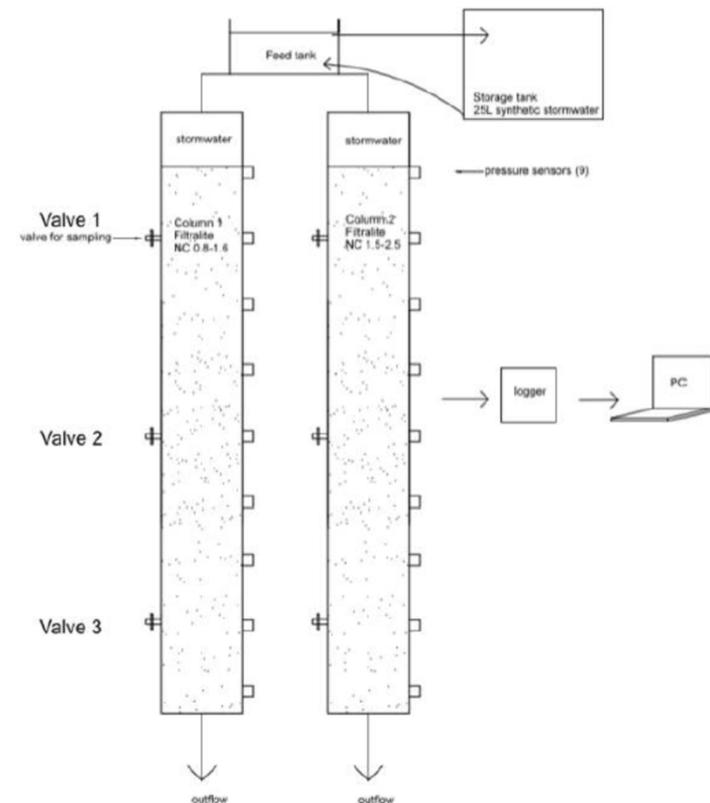 Feed tank
Storage tank
25L synthetic stormwater
stormwater
stormwater
pressure sensors (9)
Valve 1
valve for sampling
Column 1
Filtralite
NC 0.8-1.6
Column 2
Filtralite
NC 1.5-2.5
logger
PC
Valve 2
Valve 3
outflow
outflow